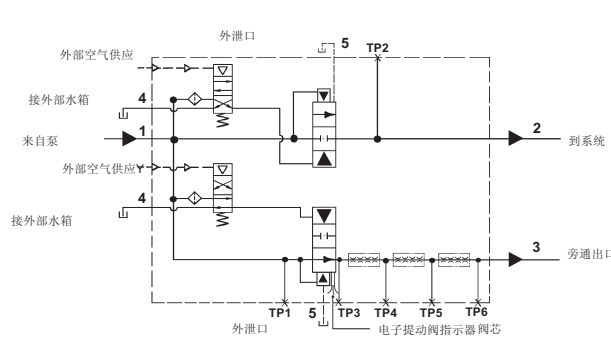 外泄口
5
TP2
外部空气供应
4
接外部水箱
1
2
来自泵
到系统
外部空气供应
4
接外部水箱
3
旁通出口
TP1
5
TP3
TP4
TP5
TP6
外泄口
电子提动阀指示器阀芯